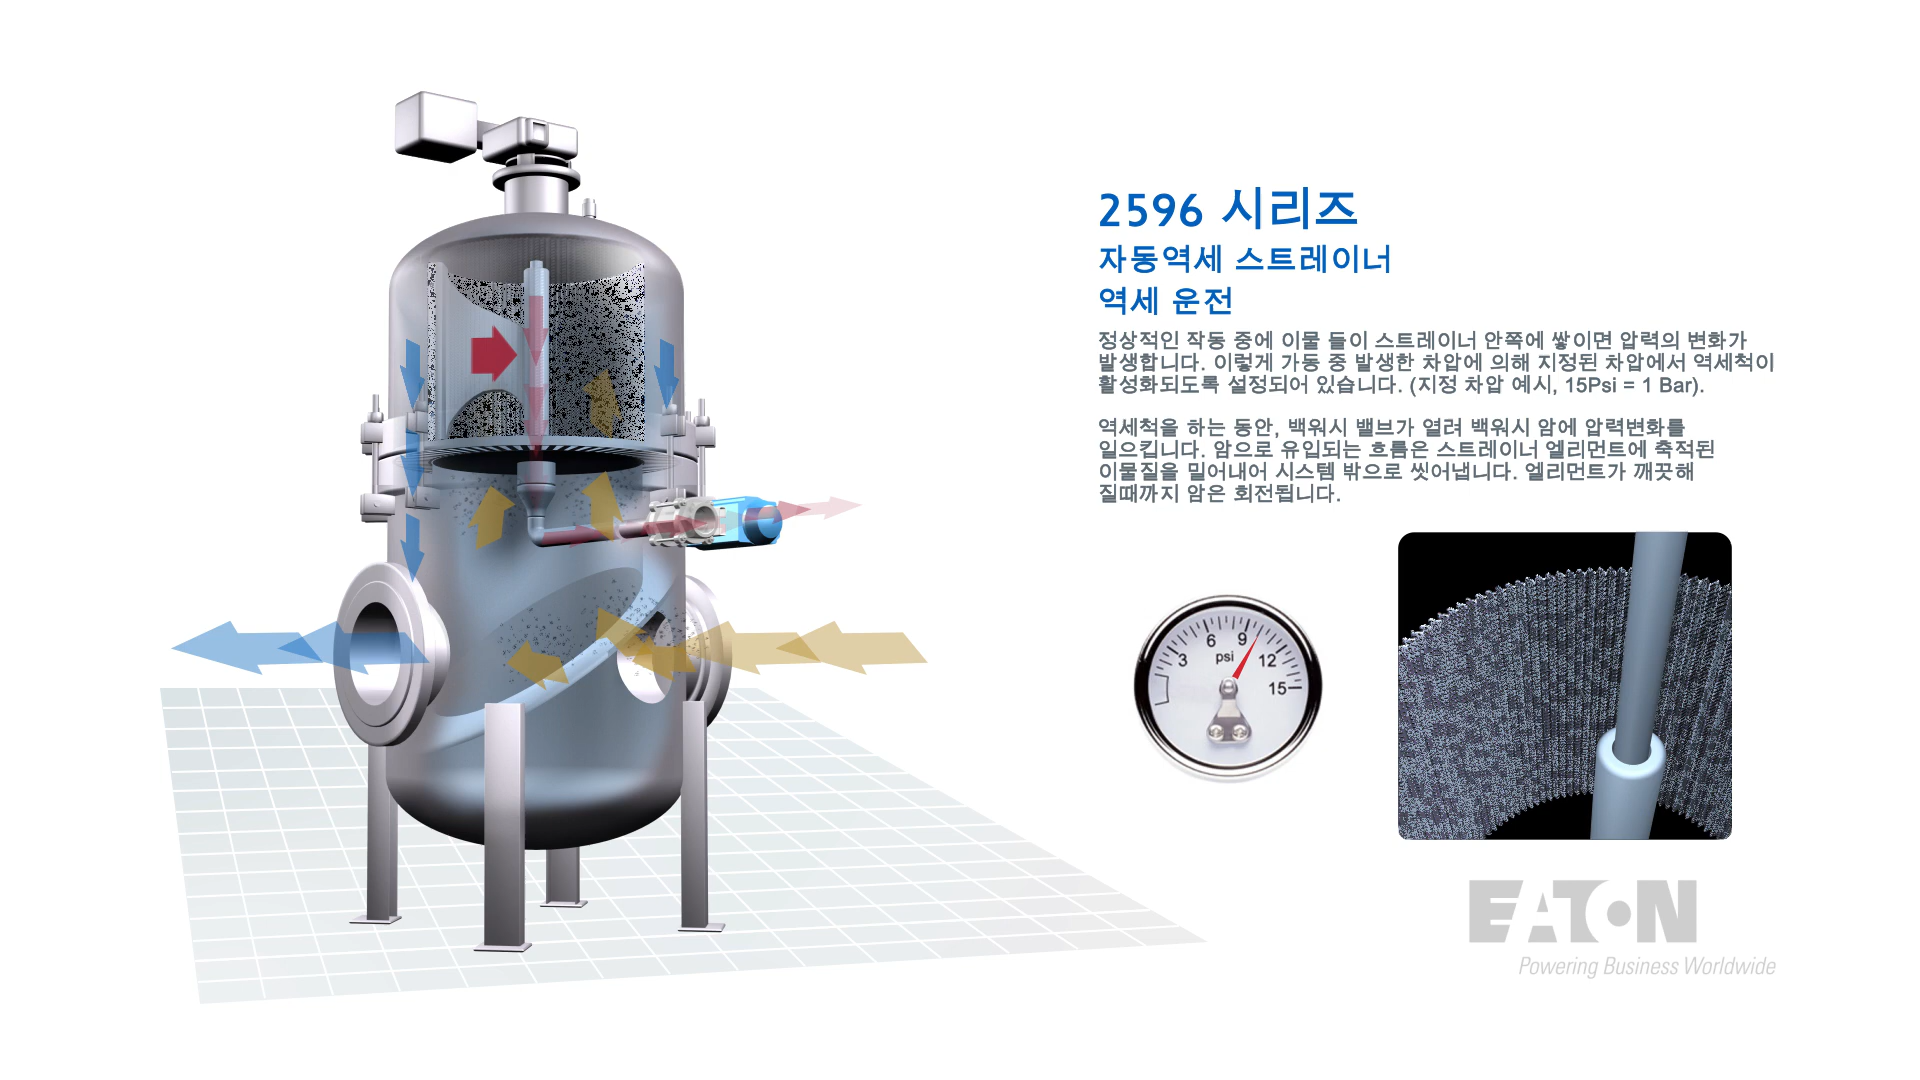 2596 시리즈
자동역세 스트레이너
역세 운전
정상적인 작동 중에 이물 들이 스트레이너 안쪽에 쌓이면 압력의 변화가
발생합니다. 이렇게 가동 중 발생한 차압에 의해 지정된 차압에서 역세척이
활성화되도록 설정되어 있습니다. (지정 차압 예시, 15Psi = 1 Bar).
역세척을 하는 동안, 백워시 밸브가 열려 백워시 암에 압력변화를
일으킵니다. 암으로 유입되는 흐름은 스트레이너 엘리먼트에 축적된
이물질을 밀어내어 시스템 밖으로 씻어냅니다. 엘리먼트가 깨끗해
질때까지 암은 회전됩니다.
3 6 9 12 15
psi
EATON
Powering Business Worldwide